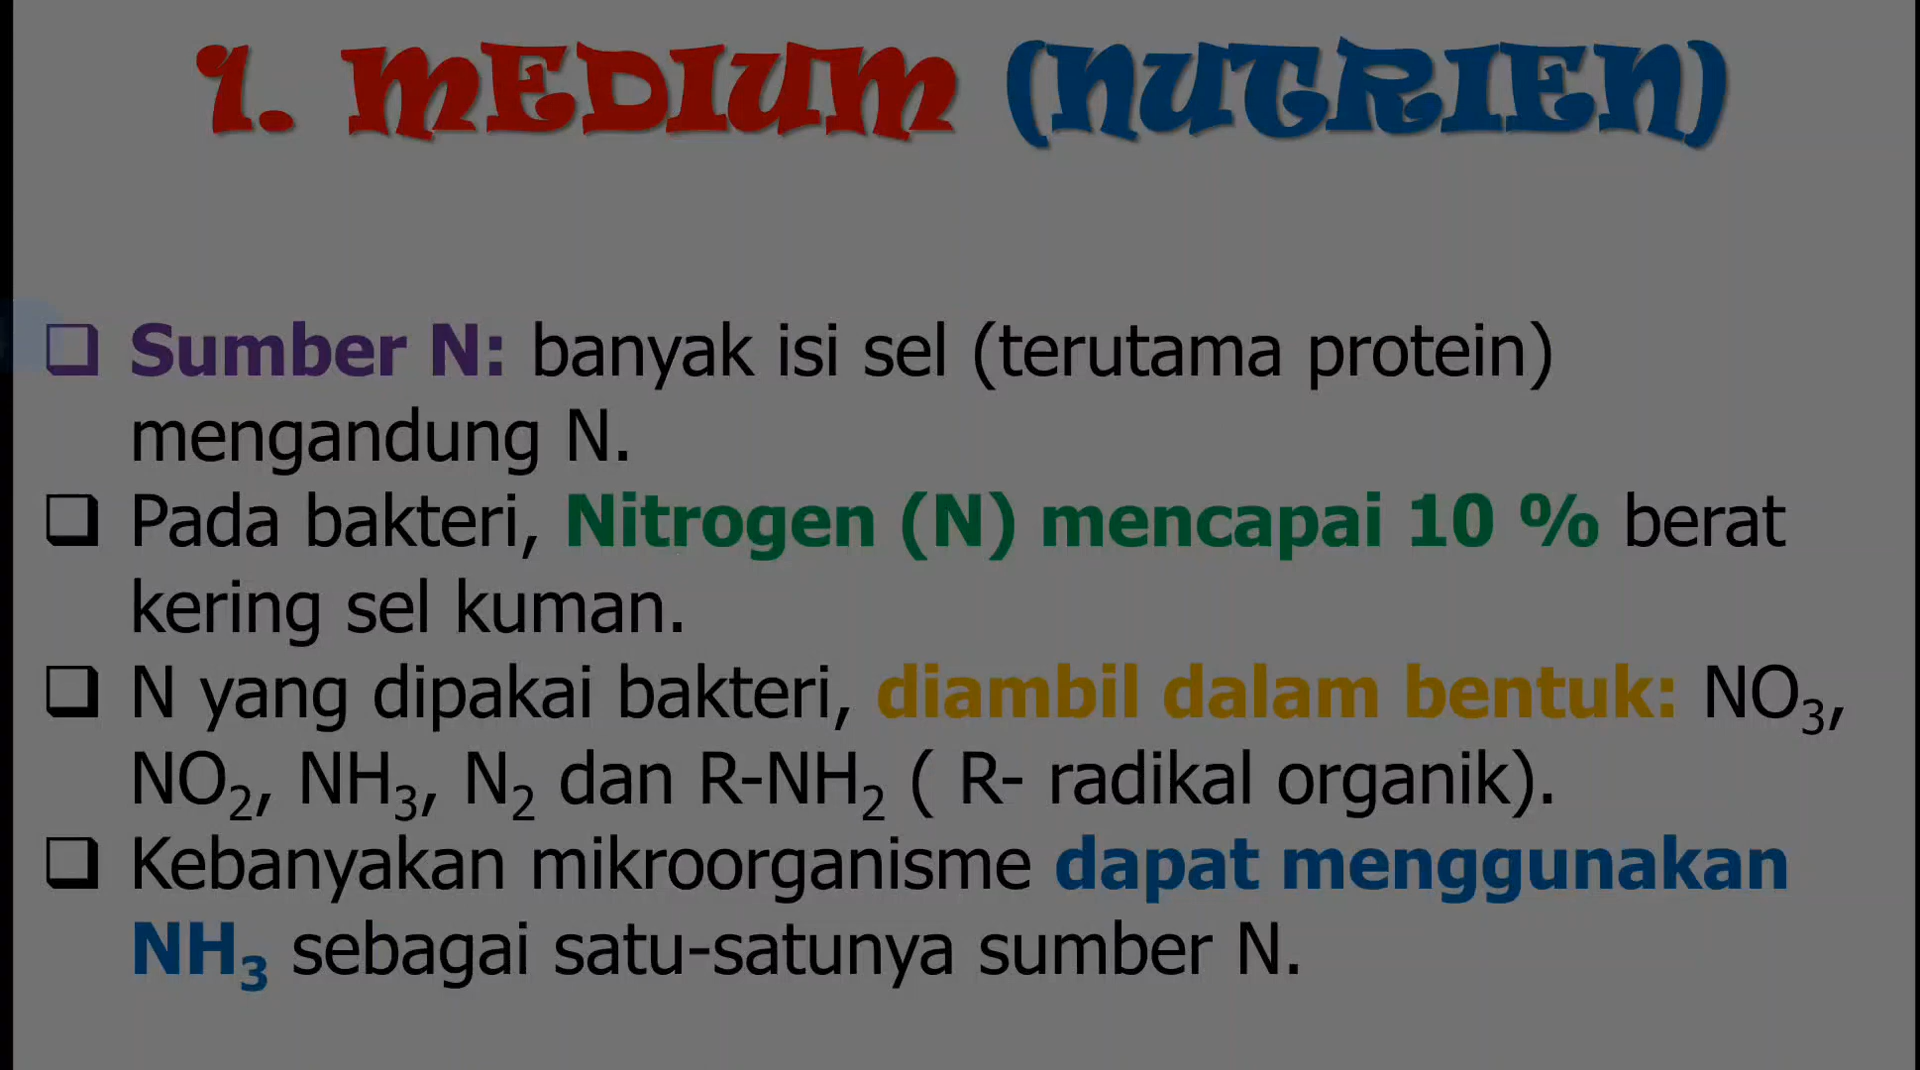 1. MEDIUM (NUTRIEN)
❑ Sumber N: banyak isi sel (terutama protein)
mengandung N.
❑ Pada bakteri, Nitrogen (N) mencapai 10 % berat
kering sel kuman.
❑ N yang dipakai bakteri, diambil dalam bentuk: NO₃,
NO₂, NH₃, N₂ dan R-NH₂ ( R- radikal organik).
❑ Kebanyakan mikroorganisme dapat menggunakan
NH₃ sebagai satu-satunya sumber N.